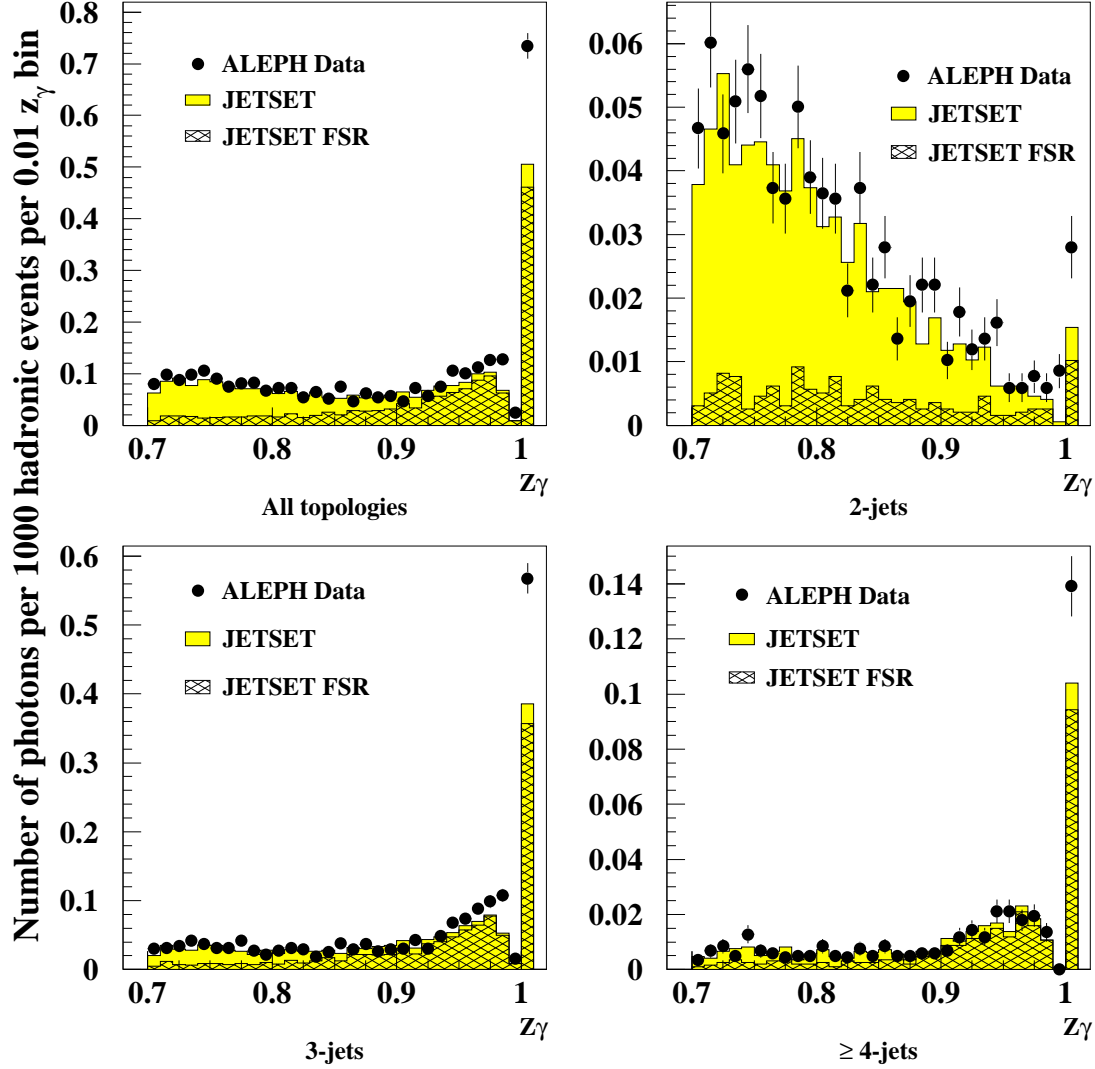 Number of photons per 1000 hadronic events per 0.01 zγ bin
0.8
0.7
0.6
0.5
0.4
0.3
0.2
0.1
0
ALEPH Data
JETSET
JETSET FSR
0.7 0.8 0.9 1
zγ
All topologies
0.06
0.05
0.04
0.03
0.02
0.01
0
ALEPH Data
JETSET
JETSET FSR
0.7 0.8 0.9 1
zγ
2-jets
0.6
0.5
0.4
0.3
0.2
0.1
0
ALEPH Data
JETSET
JETSET FSR
0.7 0.8 0.9 1
zγ
3-jets
0.14
0.12
0.1
0.08
0.06
0.04
0.02
0
ALEPH Data
JETSET
JETSET FSR
0.7 0.8 0.9 1
zγ
≥ 4-jets